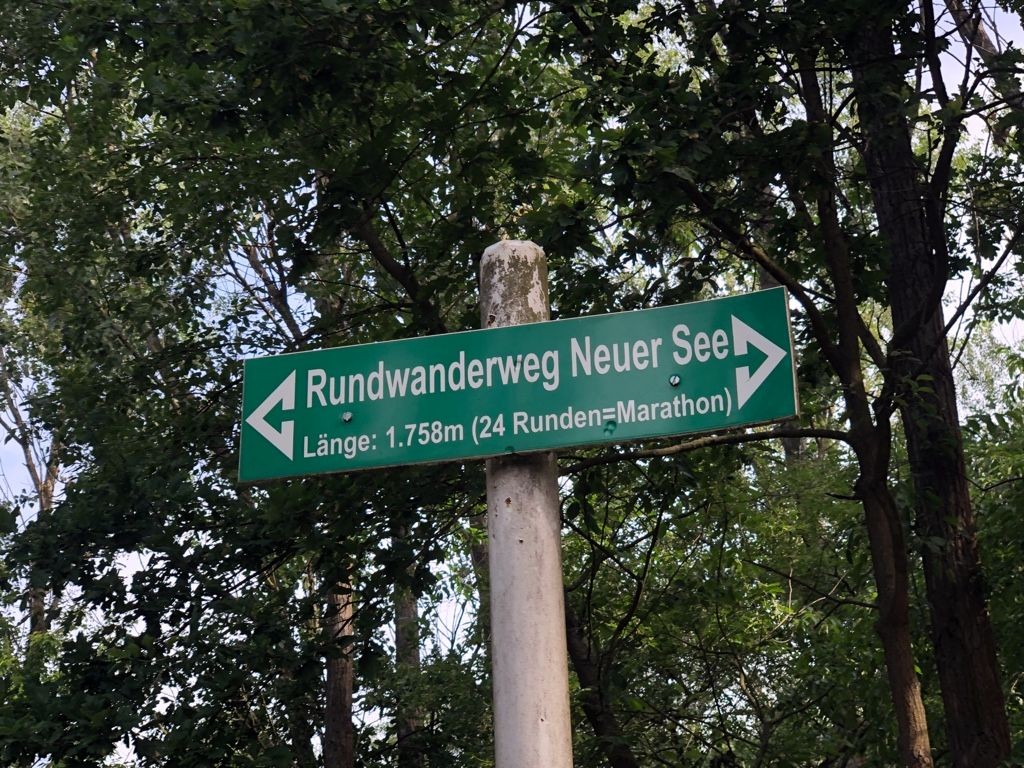 Rundwanderweg Neuer See
Länge: 1.758m (24 Runden=Marathon)